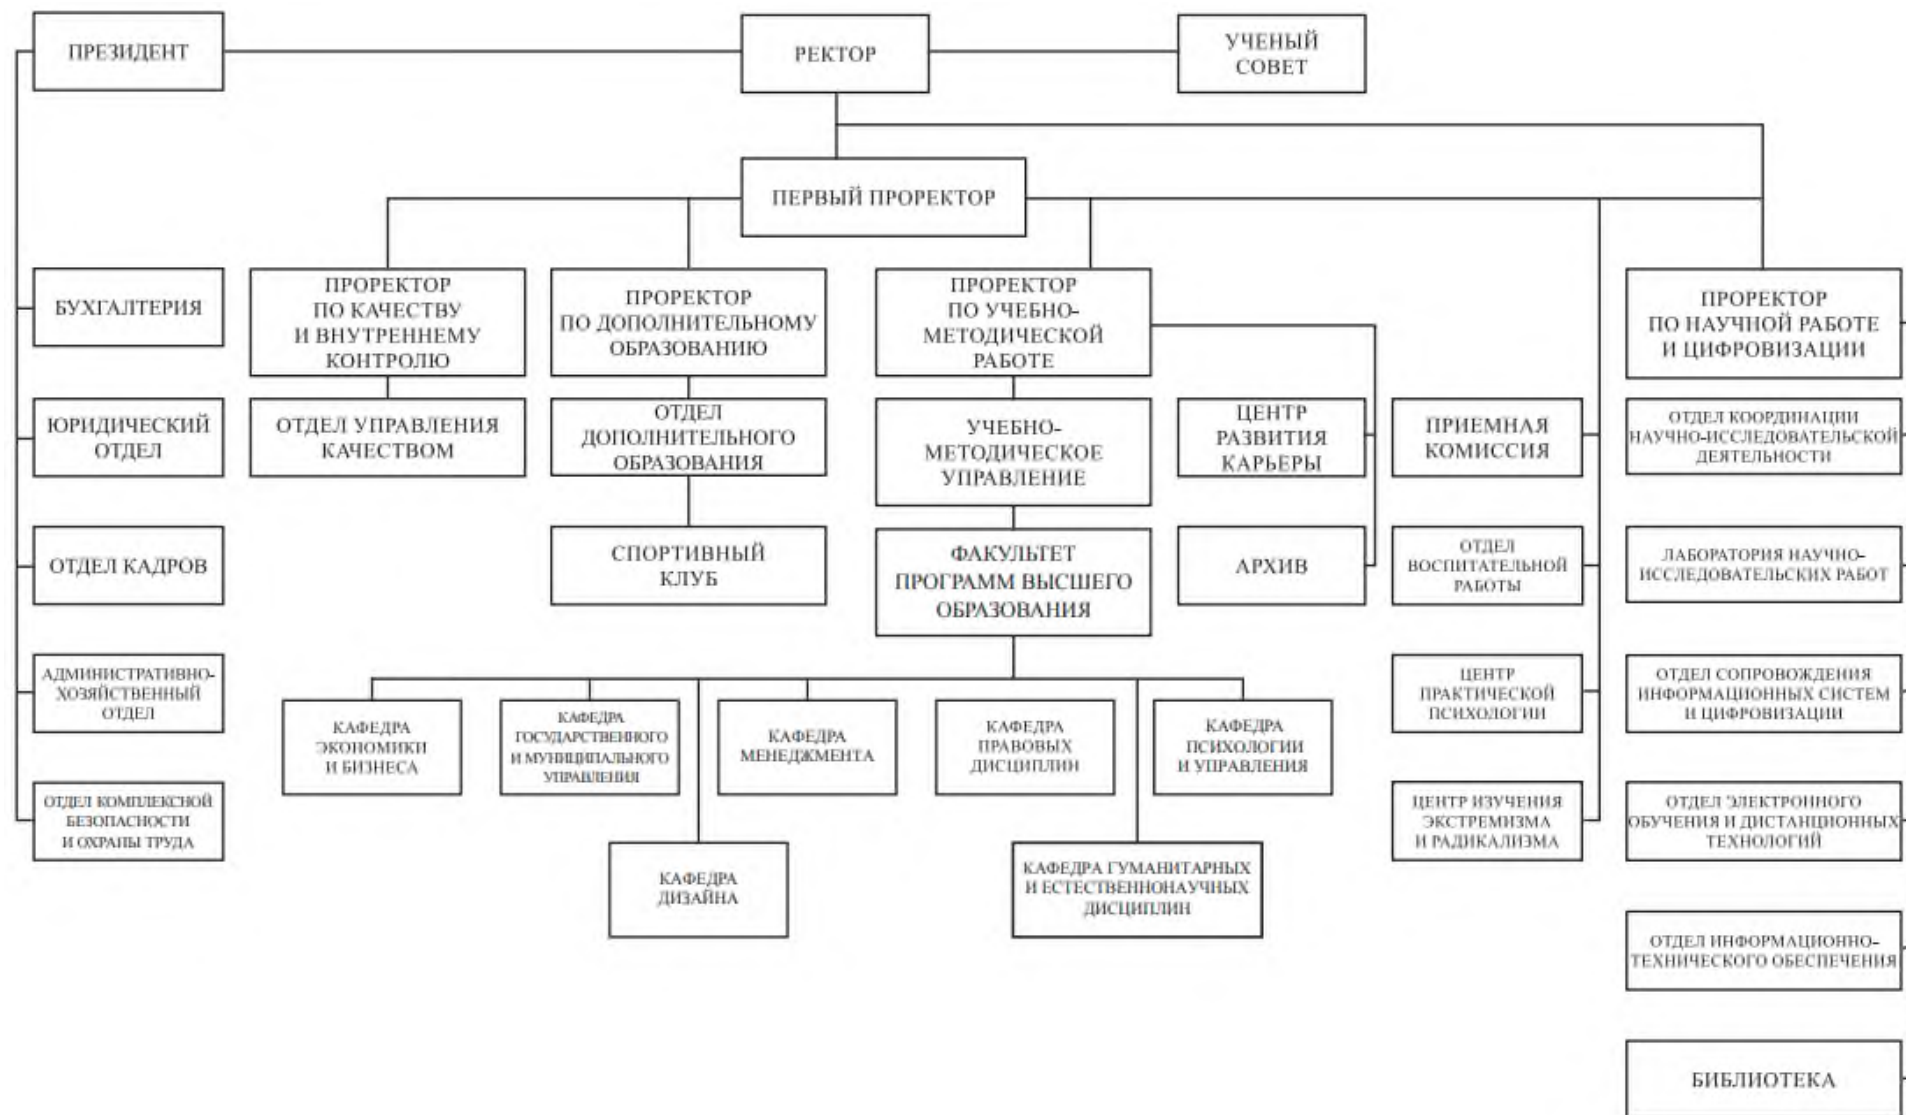 ПРЕЗИДЕНТ
РЕКТОР
УЧЕНЫЙ
СОВЕТ
ПЕРВЫЙ ПРОРЕКТОР
БУХГАЛТЕРИЯ
ПРОРЕКТОР
ПО КАЧЕСТВУ
И ВНУТРЕННЕМУ
КОНТРОЛЮ
ПРОРЕКТОР
ПО ДОПОЛНИТЕЛЬНОМУ
ОБРАЗОВАНИЮ
ПРОРЕКТОР
ПО УЧЕБНО-
МЕТОДИЧЕСКОЙ
РАБОТЕ
ПРОРЕКТОР
ПО НАУЧНОЙ РАБОТЕ
И ЦИФРОВИЗАЦИИ
ЮРИДИЧЕСКИЙ
ОТДЕЛ
ОТДЕЛ УПРАВЛЕНИЯ
КАЧЕСТВОМ
ОТДЕЛ
ДОПОЛНИТЕЛЬНОГО
ОБРАЗОВАНИЯ
УЧЕБНО-
МЕТОДИЧЕСКОЕ
УПРАВЛЕНИЕ
ЦЕНТР
РАЗВИТИЯ
КАРЬЕРЫ
ПРИЕМНАЯ
КОМИССИЯ
ОТДЕЛ КООРДИНАЦИИ
НАУЧНО-ИССЛЕДОВАТЕЛЬСКОЙ
ДЕЯТЕЛЬНОСТИ
ОТДЕЛ КАДРОВ
СПОРТИВНЫЙ
КЛУБ
ФАКУЛЬТЕТ
ПРОГРАММ ВЫСШЕГО
ОБРАЗОВАНИЯ
АРХИВ
ОТДЕЛ
ВОСПИТАТЕЛЬНОЙ
РАБОТЫ
ЛАБОРАТОРИЯ НАУЧНО-
ИССЛЕДОВАТЕЛЬСКИХ РАБОТ
АДМИНИСТРАТИВНО-
ХОЗЯЙСТВЕННЫЙ
ОТДЕЛ
КАФЕДРА
ЭКОНОМИКИ
И БИЗНЕСА
КАФЕДРА
ГОСУДАРСТВЕННОГО
И МУНИЦИПАЛЬНОГО
УПРАВЛЕНИЯ
КАФЕДРА
МЕНЕДЖМЕНТА
КАФЕДРА
ПРАВОВЫХ
ДИСЦИПЛИН
КАФЕДРА
ПСИХОЛОГИИ
И УПРАВЛЕНИЯ
ЦЕНТР
ПРАКТИЧЕСКОЙ
ПСИХОЛОГИИ
ОТДЕЛ СОПРОВОЖДЕНИЯ
ИНФОРМАЦИОННЫХ СИСТЕМ
И ЦИФРОВИЗАЦИИ
ОТДЕЛ КОМПЛЕКСНОЙ
БЕЗОПАСНОСТИ
И ОХРАНЫ ТРУДА
КАФЕДРА
ДИЗАЙНА
КАФЕДРА ГУМАНИТАРНЫХ
И ЕСТЕСТВЕННОНАУЧНЫХ
ДИСЦИПЛИН
ЦЕНТР ИЗУЧЕНИЯ
ЭКСТРЕМИЗМА
И РАДИКАЛИЗМА
ОТДЕЛ ЭЛЕКТРОННОГО
ОБУЧЕНИЯ И ДИСТАНЦИОННЫХ
ТЕХНОЛОГИЙ
ОТДЕЛ ИНФОРМАЦИОННО-
ТЕХНИЧЕСКОГО ОБЕСПЕЧЕНИЯ
БИБЛИОТЕКА